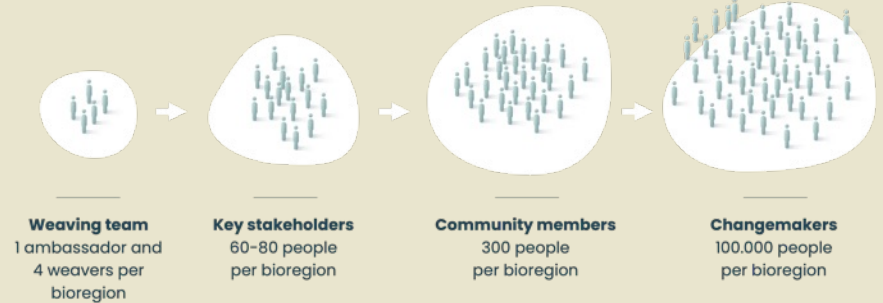 Weaving team
1 ambassador and
4 weavers per
bioregion
Key stakeholders
60-80 people
per bioregion
Community members
300 people
per bioregion
Changemakers
100.000 people
per bioregion